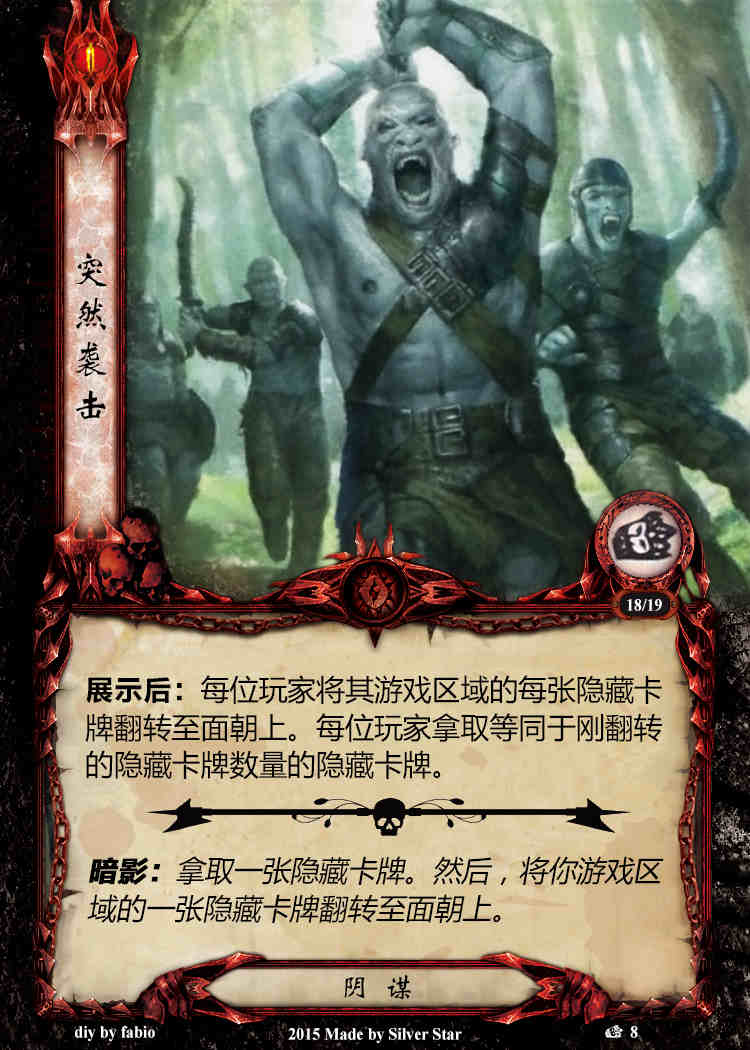 突然袭击
18/19
展示后：每位玩家将其游戏区域的每张隐藏卡
牌翻转至面朝上。每位玩家拿取等同于刚翻转
的隐藏卡牌数量的隐藏卡牌。
暗影：拿取一张隐藏卡牌。然后，将你游戏区
域的一张隐藏卡牌翻转至面朝上。
阴谋
diy by fabio
2015 Made by Silver Star
8